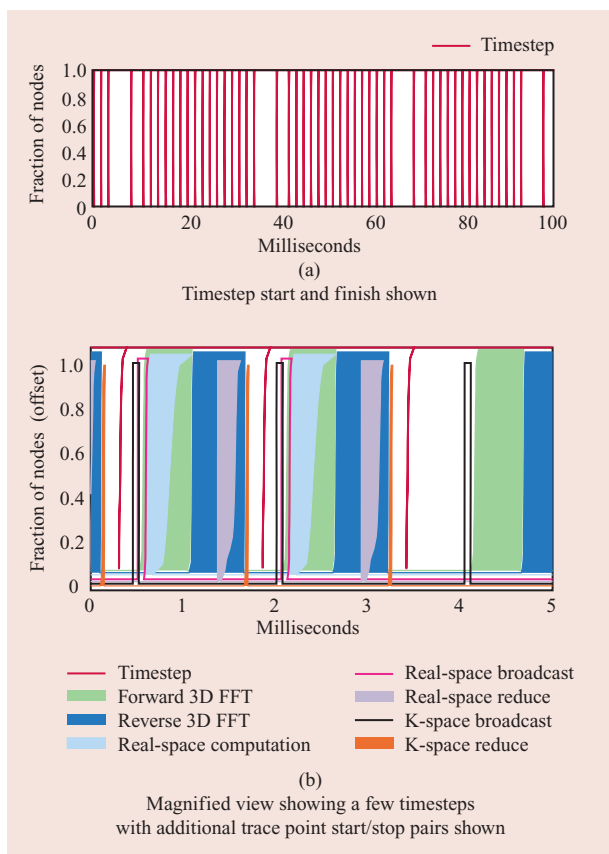 Timestep
Fraction of nodes
1.0
0.8
0.6
0.4
0.2
0
0 20 40 60 80 100
Milliseconds
(a)
Timestep start and finish shown
Fraction of nodes (offset)
1.0
0.8
0.6
0.4
0.2
0
0 1 2 3 4 5
Milliseconds
Timestep
Forward 3D FFT
Reverse 3D FFT
Real-space computation
Real-space broadcast
Real-space reduce
K-space broadcast
K-space reduce
(b)
Magnified view showing a few timesteps
with additional trace point start/stop pairs shown